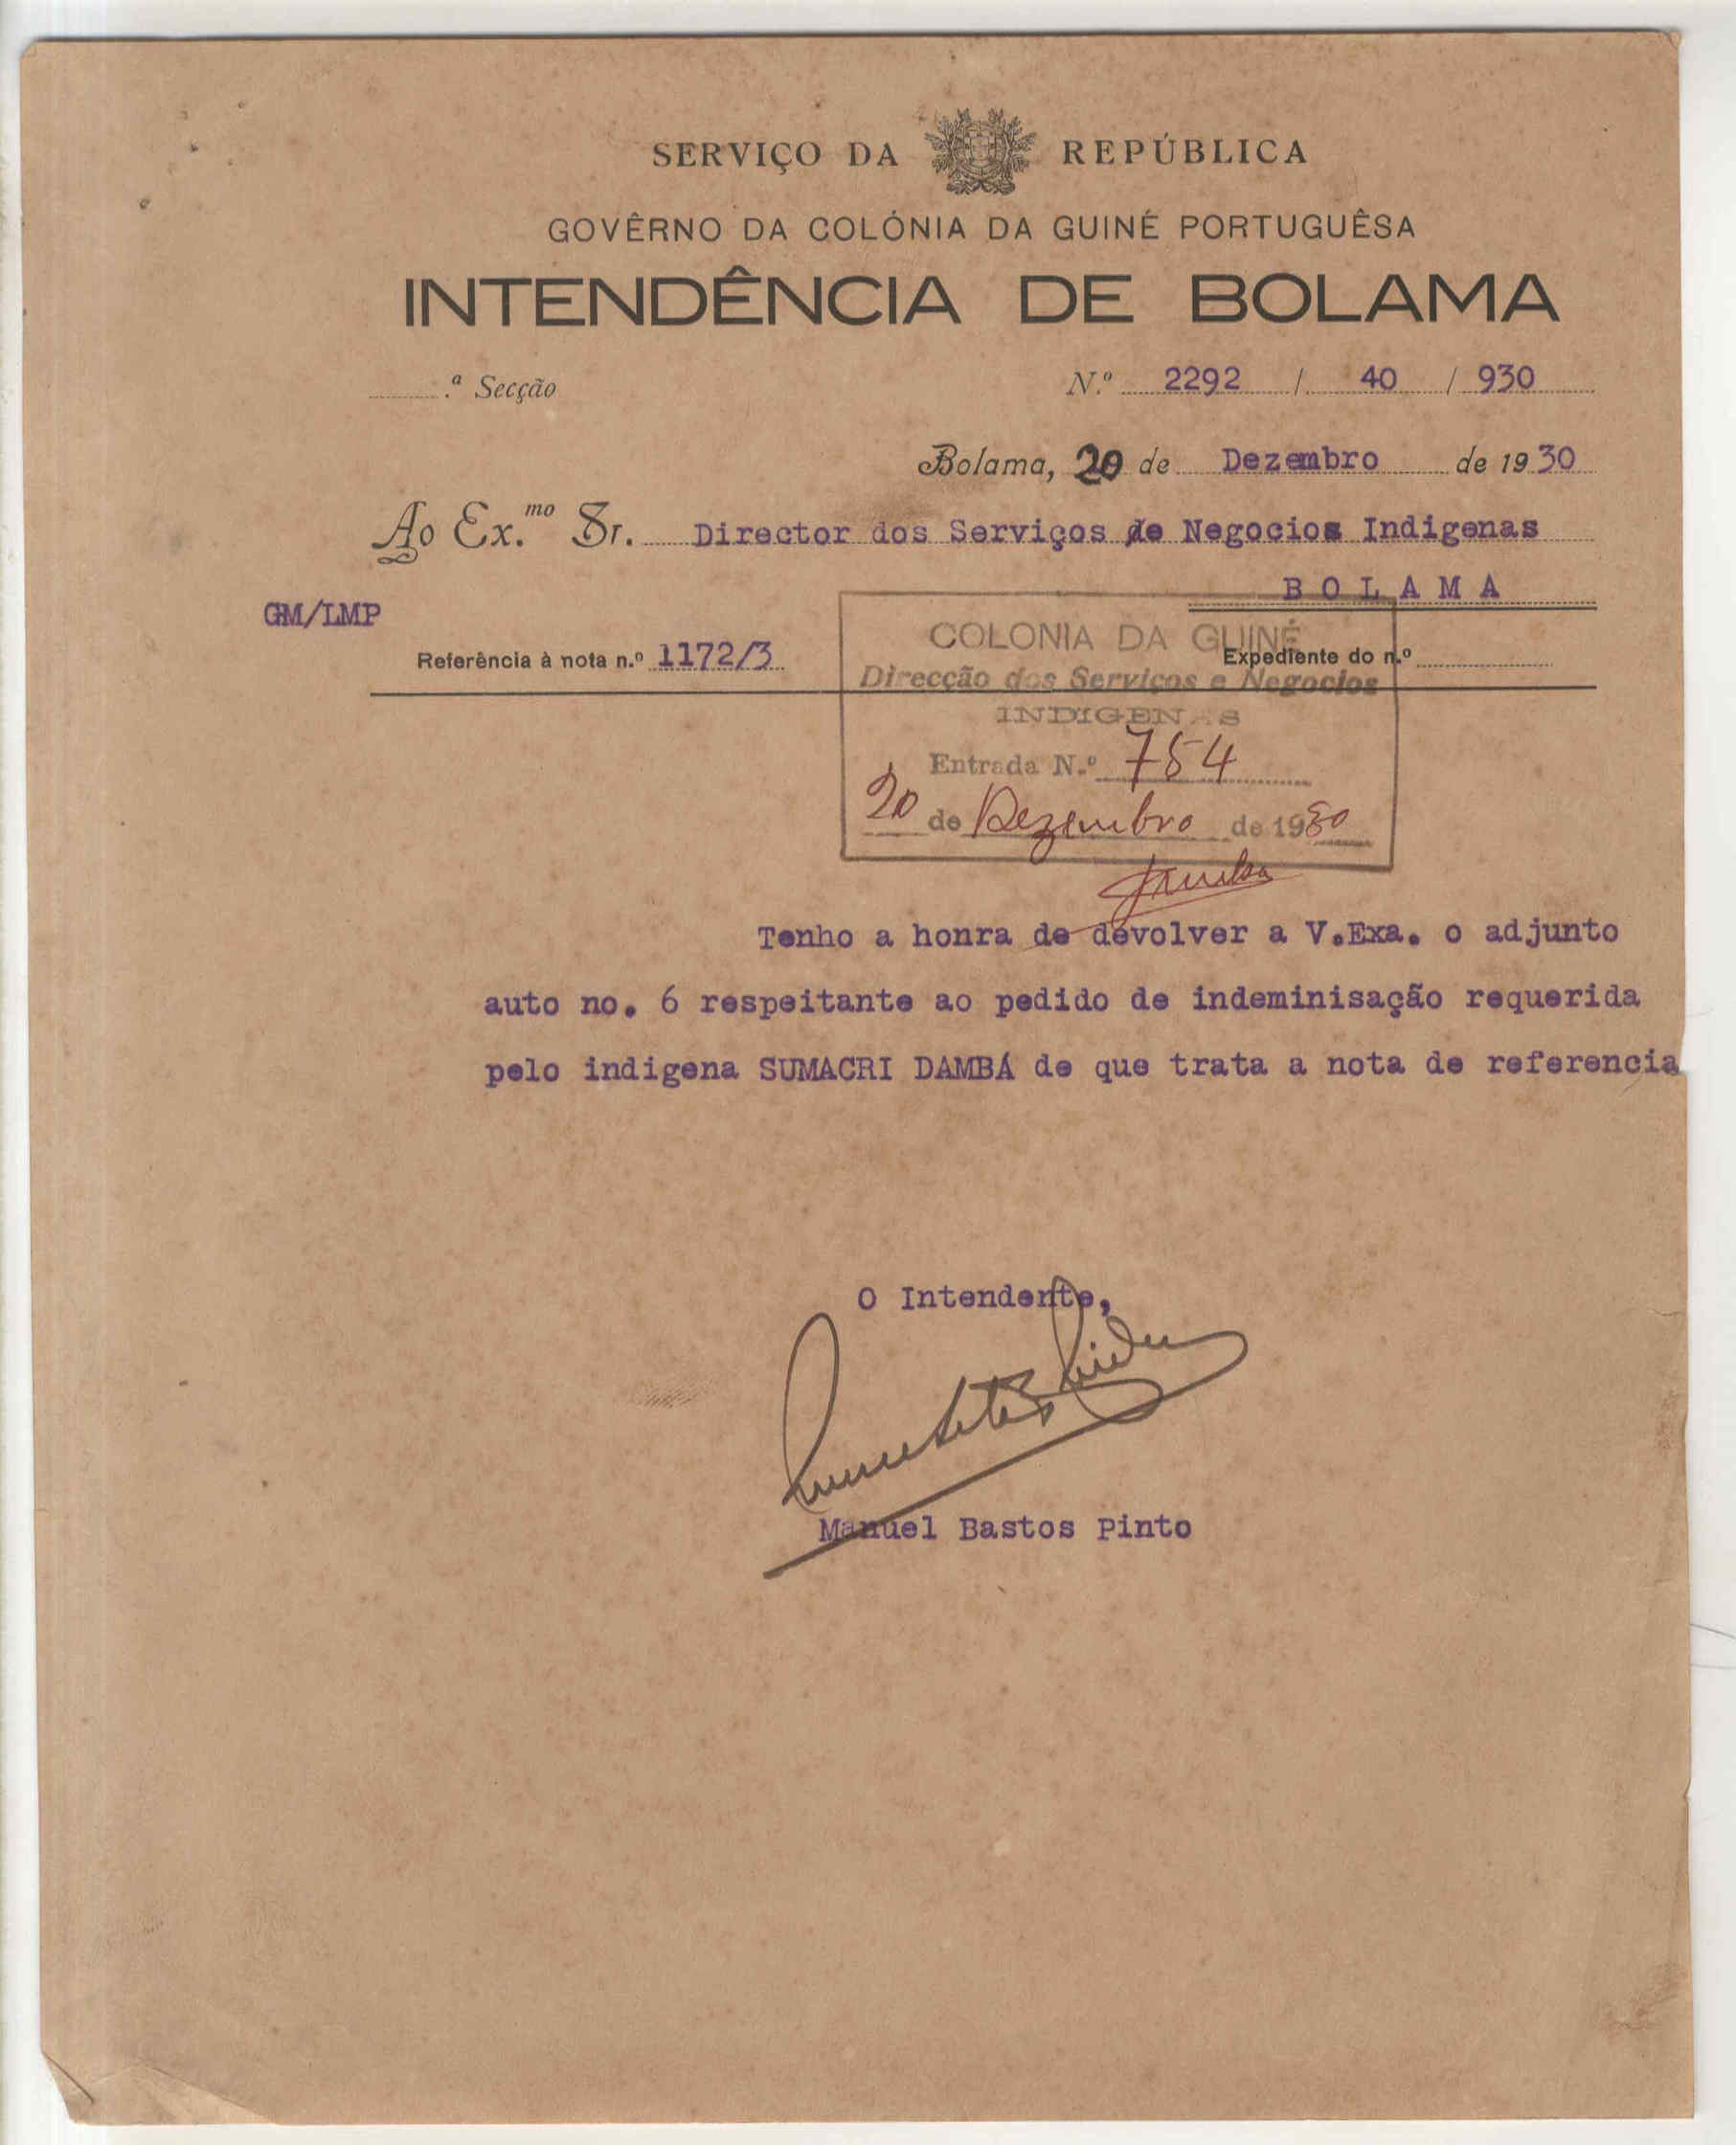 SERVIÇO DA REPÚBLICA
GOVÊRNO DA COLÓNIA DA GUINÉ PORTUGUÊSA
INTENDÊNCIA DE BOLAMA
.ª Secção
N.º 2292 / 40 / 930
Bolama, 20 de Dezembro de 1930
Ao Ex.mo Sr. Director dos Serviços de Negocios Indigenas
BOLAMA
GM/LMP
Referência à nota n.º 1172/3
Expediente do n.º
COLONIA DA GUINÉ
Direcção dos Serviços e Negocios
INDIGENAS
Entrada N.º 754
20 de Dezembro de 1930
Tenho a honra de devolver a V.Exa. o adjunto
auto no. 6 respeitante ao pedido de indeminisação requerida
pelo indigena SUMACRI DAMBÁ de que trata a nota de referencia
O Intendente,
Manuel Bastos Pinto